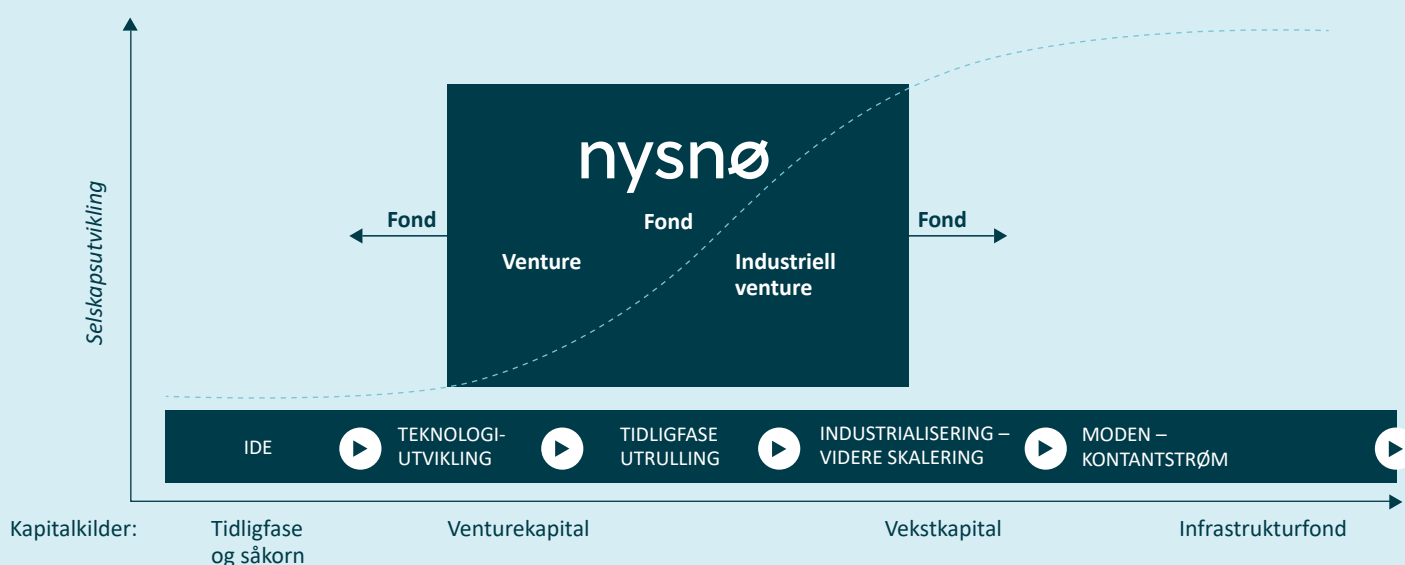 Selskapsutvikling
nysnø
Fond
Fond
Fond
Venture
Industriell
venture
IDE
TEKNOLOGI-
UTVIKLING
TIDLIGFASE
UTRULLING
INDUSTRIALISERING –
VIDERE SKALERING
MODEN –
KONTANTSTRØM
Kapitalkilder:
Tidligfase
og såkorn
Venturekapital
Vekstkapital
Infrastrukturfond